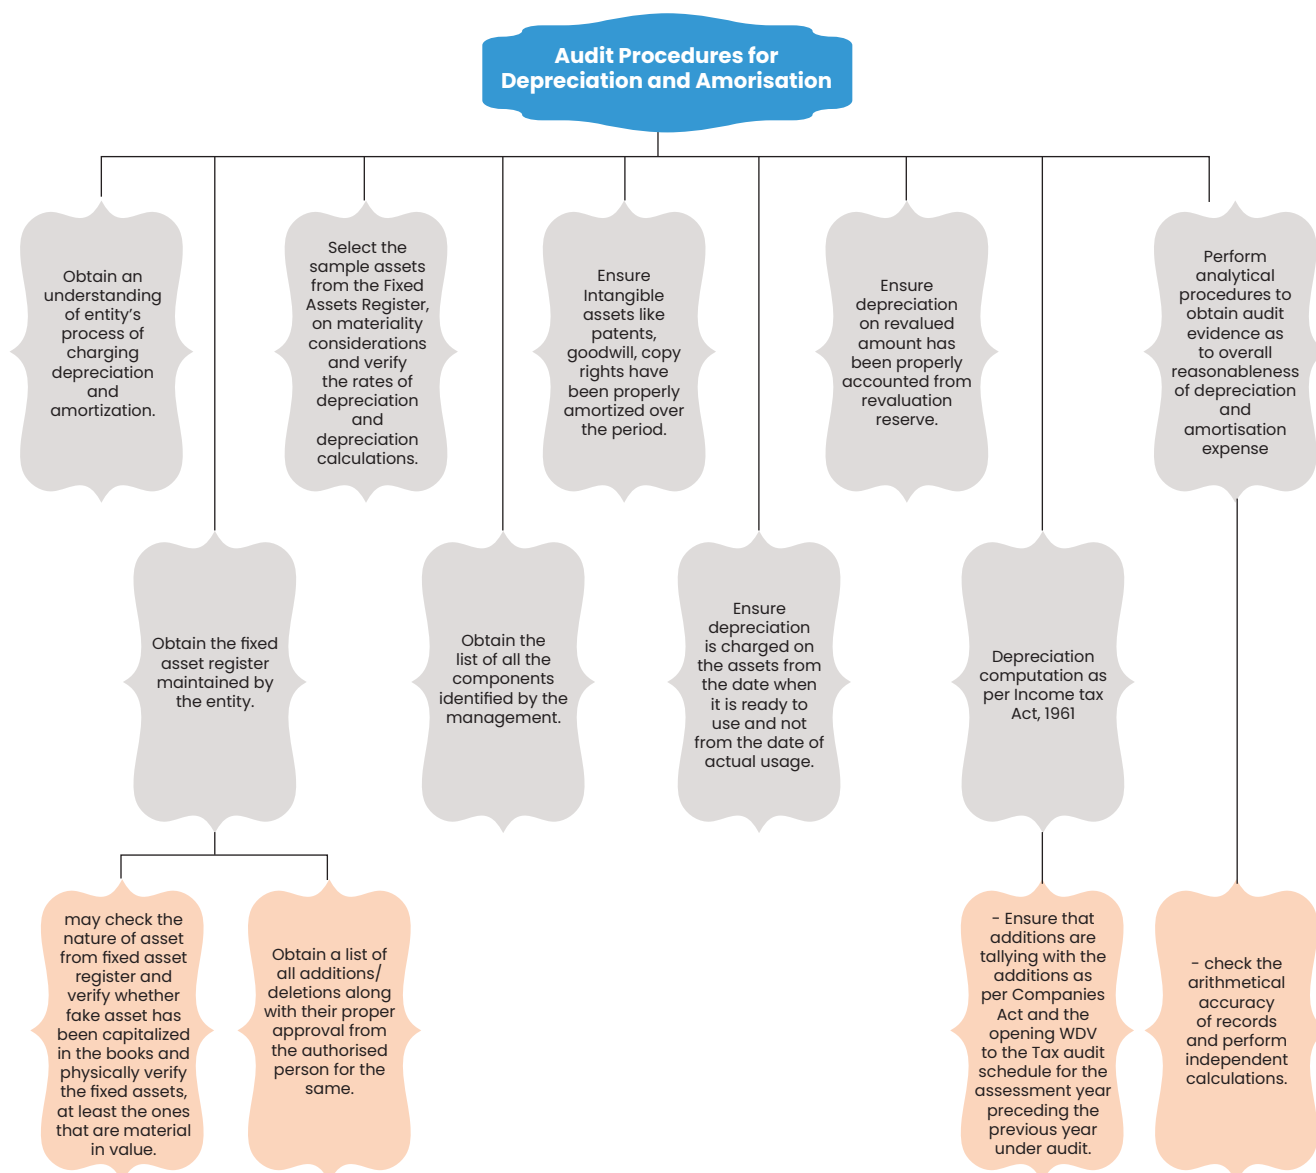 Audit Procedures for
Depreciation and Amortisation
Obtain an
understanding
of entity's
process of
charging
depreciation
and
amortization.
Select the
sample assets
from the Fixed
Assets Register,
on materiality
considerations
and verify
the rates of
depreciation
and
depreciation
calculations.
Ensure
Intangible
assets like
patents,
goodwill, copy
rights have
been properly
amortized over
the period.
Ensure
depreciation
on revalued
amount has
been properly
accounted from
revaluation
reserve.
Perform
analytical
procedures to
obtain audit
evidence as
to overall
reasonableness
of depreciation
and
amortisation
expense
Obtain the fixed
asset register
maintained by
the entity.
Obtain the
list of all the
components
identified by the
management.
Ensure
depreciation
is charged on
the assets from
the date when
it is ready to
use and not
from the date of
actual usage.
Depreciation
computation as
per Income tax
Act, 1961
may check the
nature of asset
from fixed asset
register and
verify whether
fake asset has
been capitalized
in the books and
physically verify
the fixed assets,
at least the ones
that are material
in value.
Obtain a list of
all additions/
deletions along
with their proper
approval from
the authorised
person for the
same.
- Ensure that
additions are
tallying with the
additions as
per Companies
Act and the
opening WDV
to the Tax audit
schedule for the
assessment year
preceding the
previous year
under audit.
- check the
arithmetical
accuracy
of records
and perform
independent
calculations.